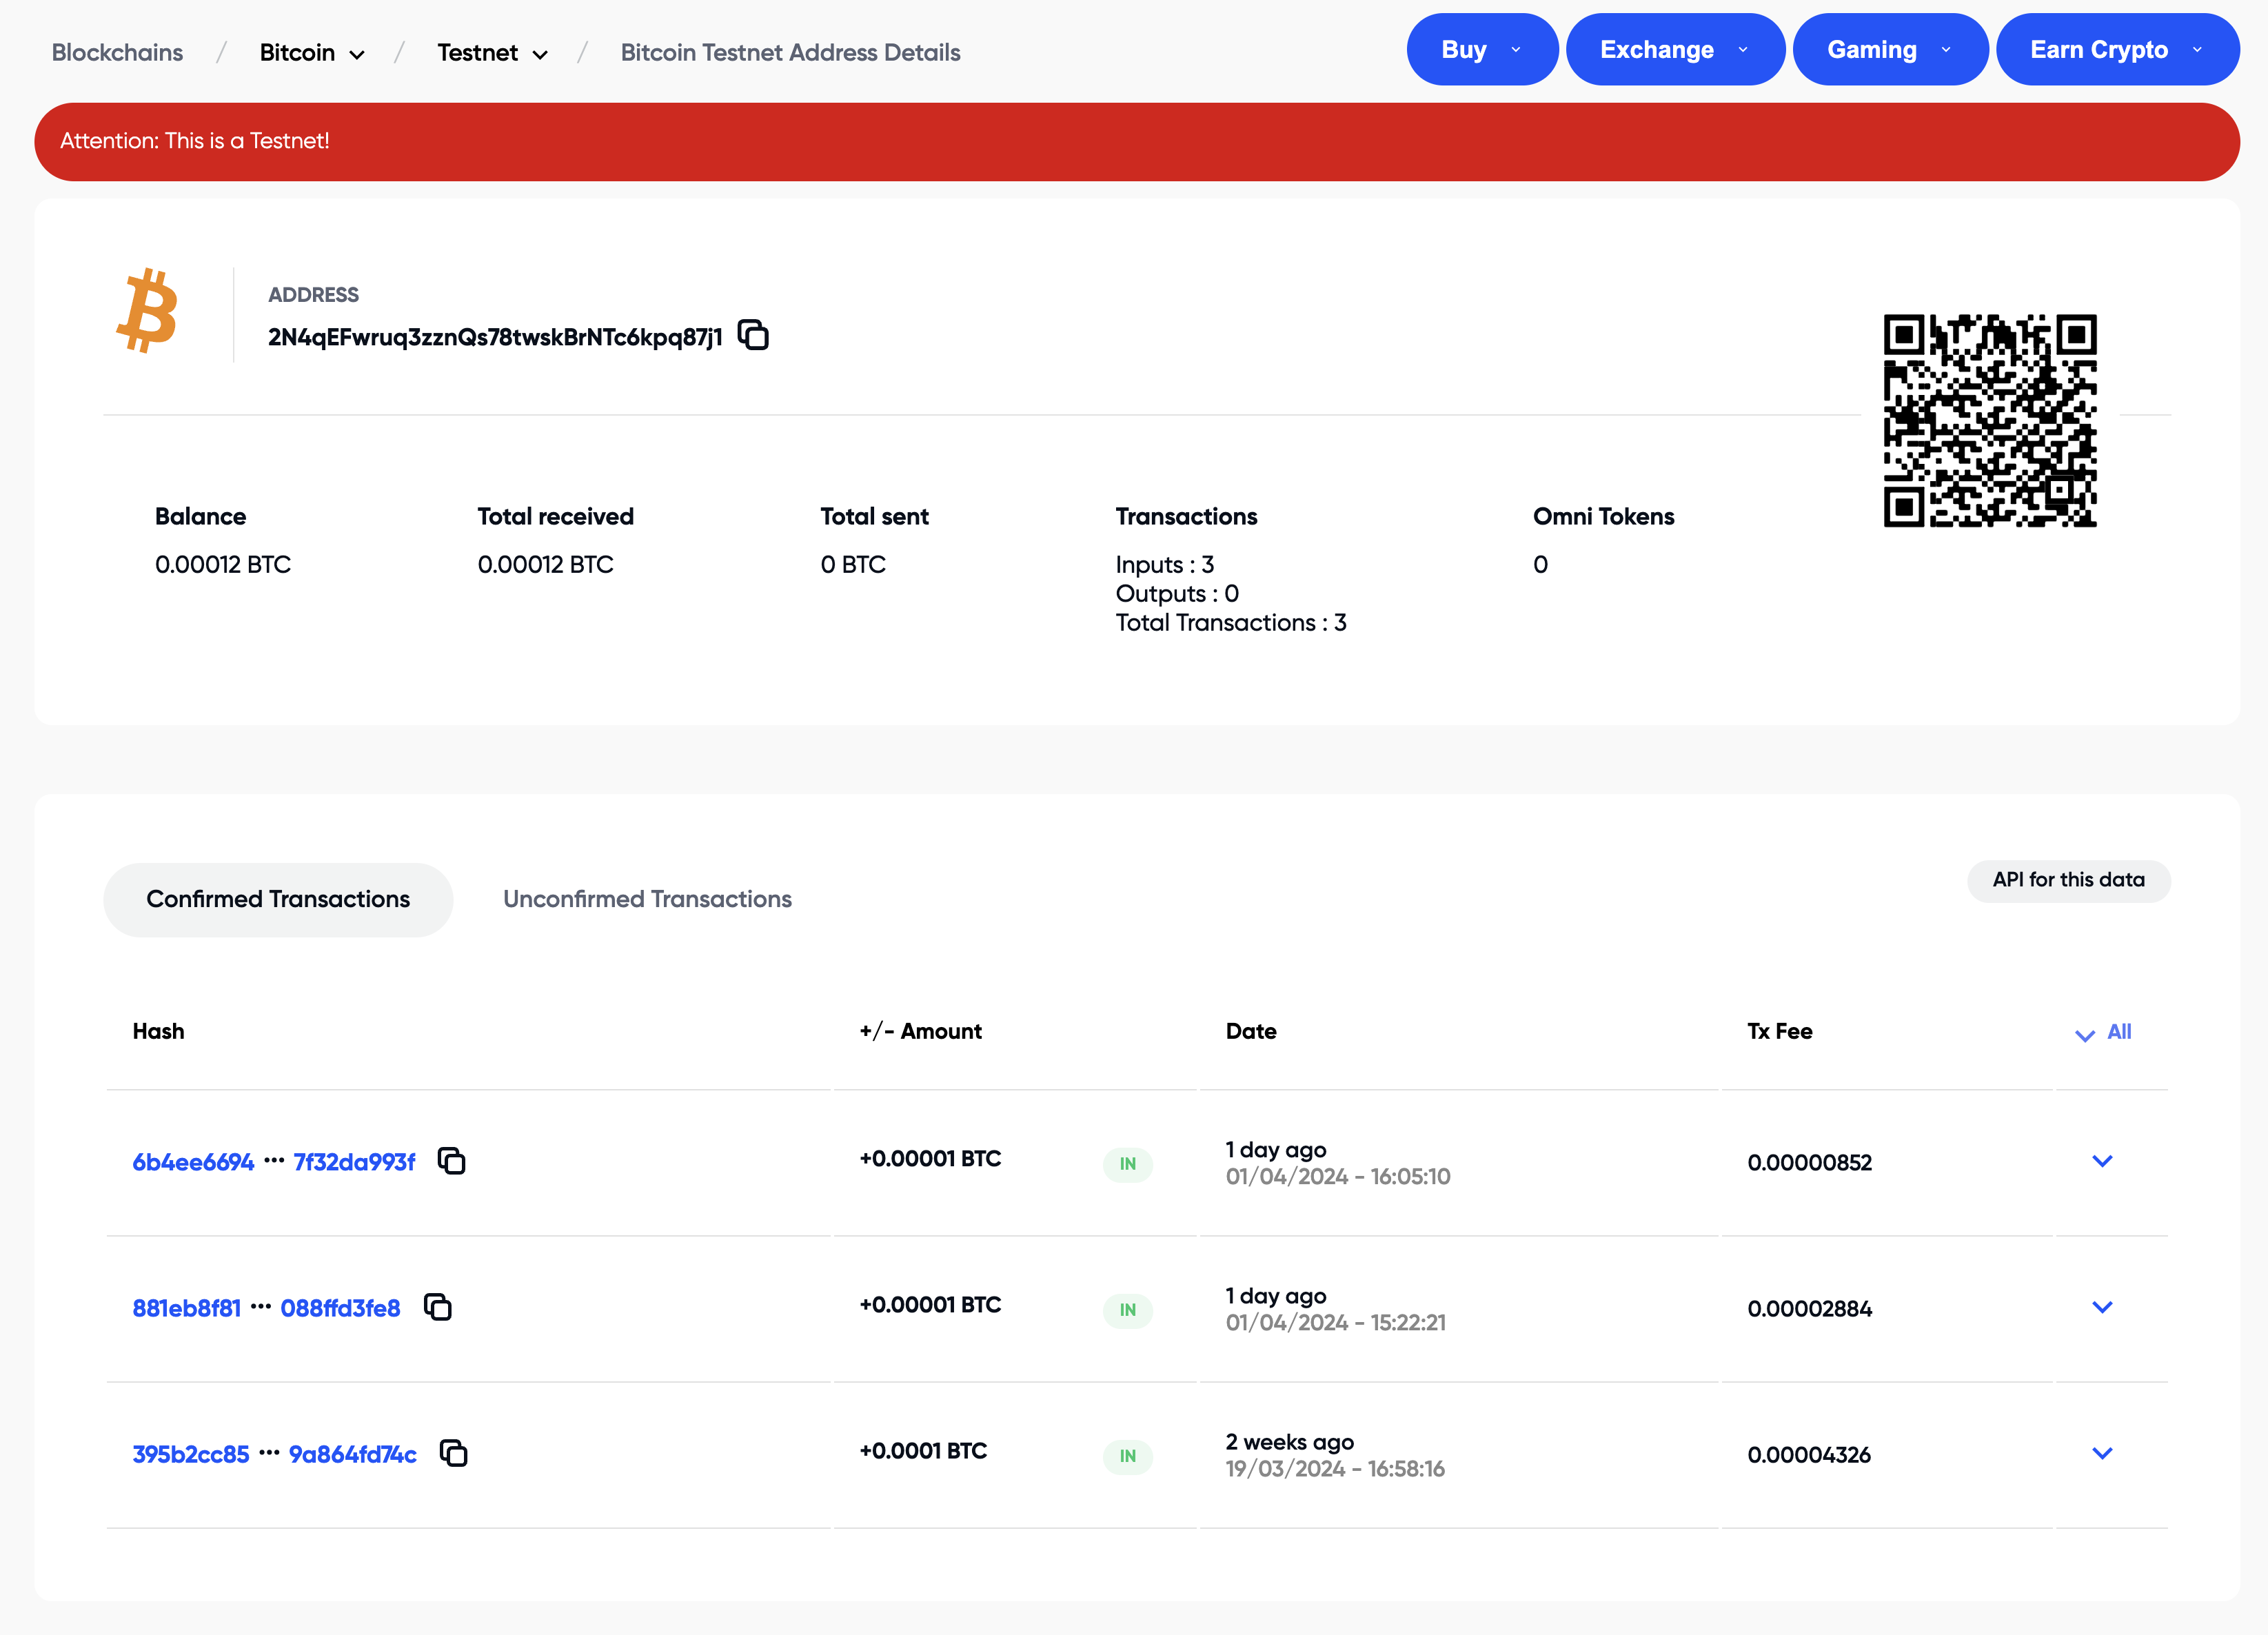 Blockchains / Bitcoin / Testnet / Bitcoin Testnet Address Details
Buy Exchange Gaming Earn Crypto
Attention: This is a Testnet!
ADDRESS
2N4qEFwruq3zznQs78twskBrNTc6kpq87j1
Balance Total received Total sent Transactions Omni Tokens
0.00012 BTC 0.00012 BTC 0 BTC Inputs : 3 0
Outputs : 0
Total Transactions : 3
Confirmed Transactions Unconfirmed Transactions API for this data
Hash +/- Amount Date Tx Fee All
6b4ee6694 ••• 7f32da993f +0.00001 BTC IN 1 day ago 0.00000852
01/04/2024 - 16:05:10
881eb8f81 ••• 088ffd3fe8 +0.00001 BTC IN 1 day ago 0.00002884
01/04/2024 - 15:22:21
395b2cc85 ••• 9a864fd74c +0.0001 BTC IN 2 weeks ago 0.00004326
19/03/2024 - 16:58:16